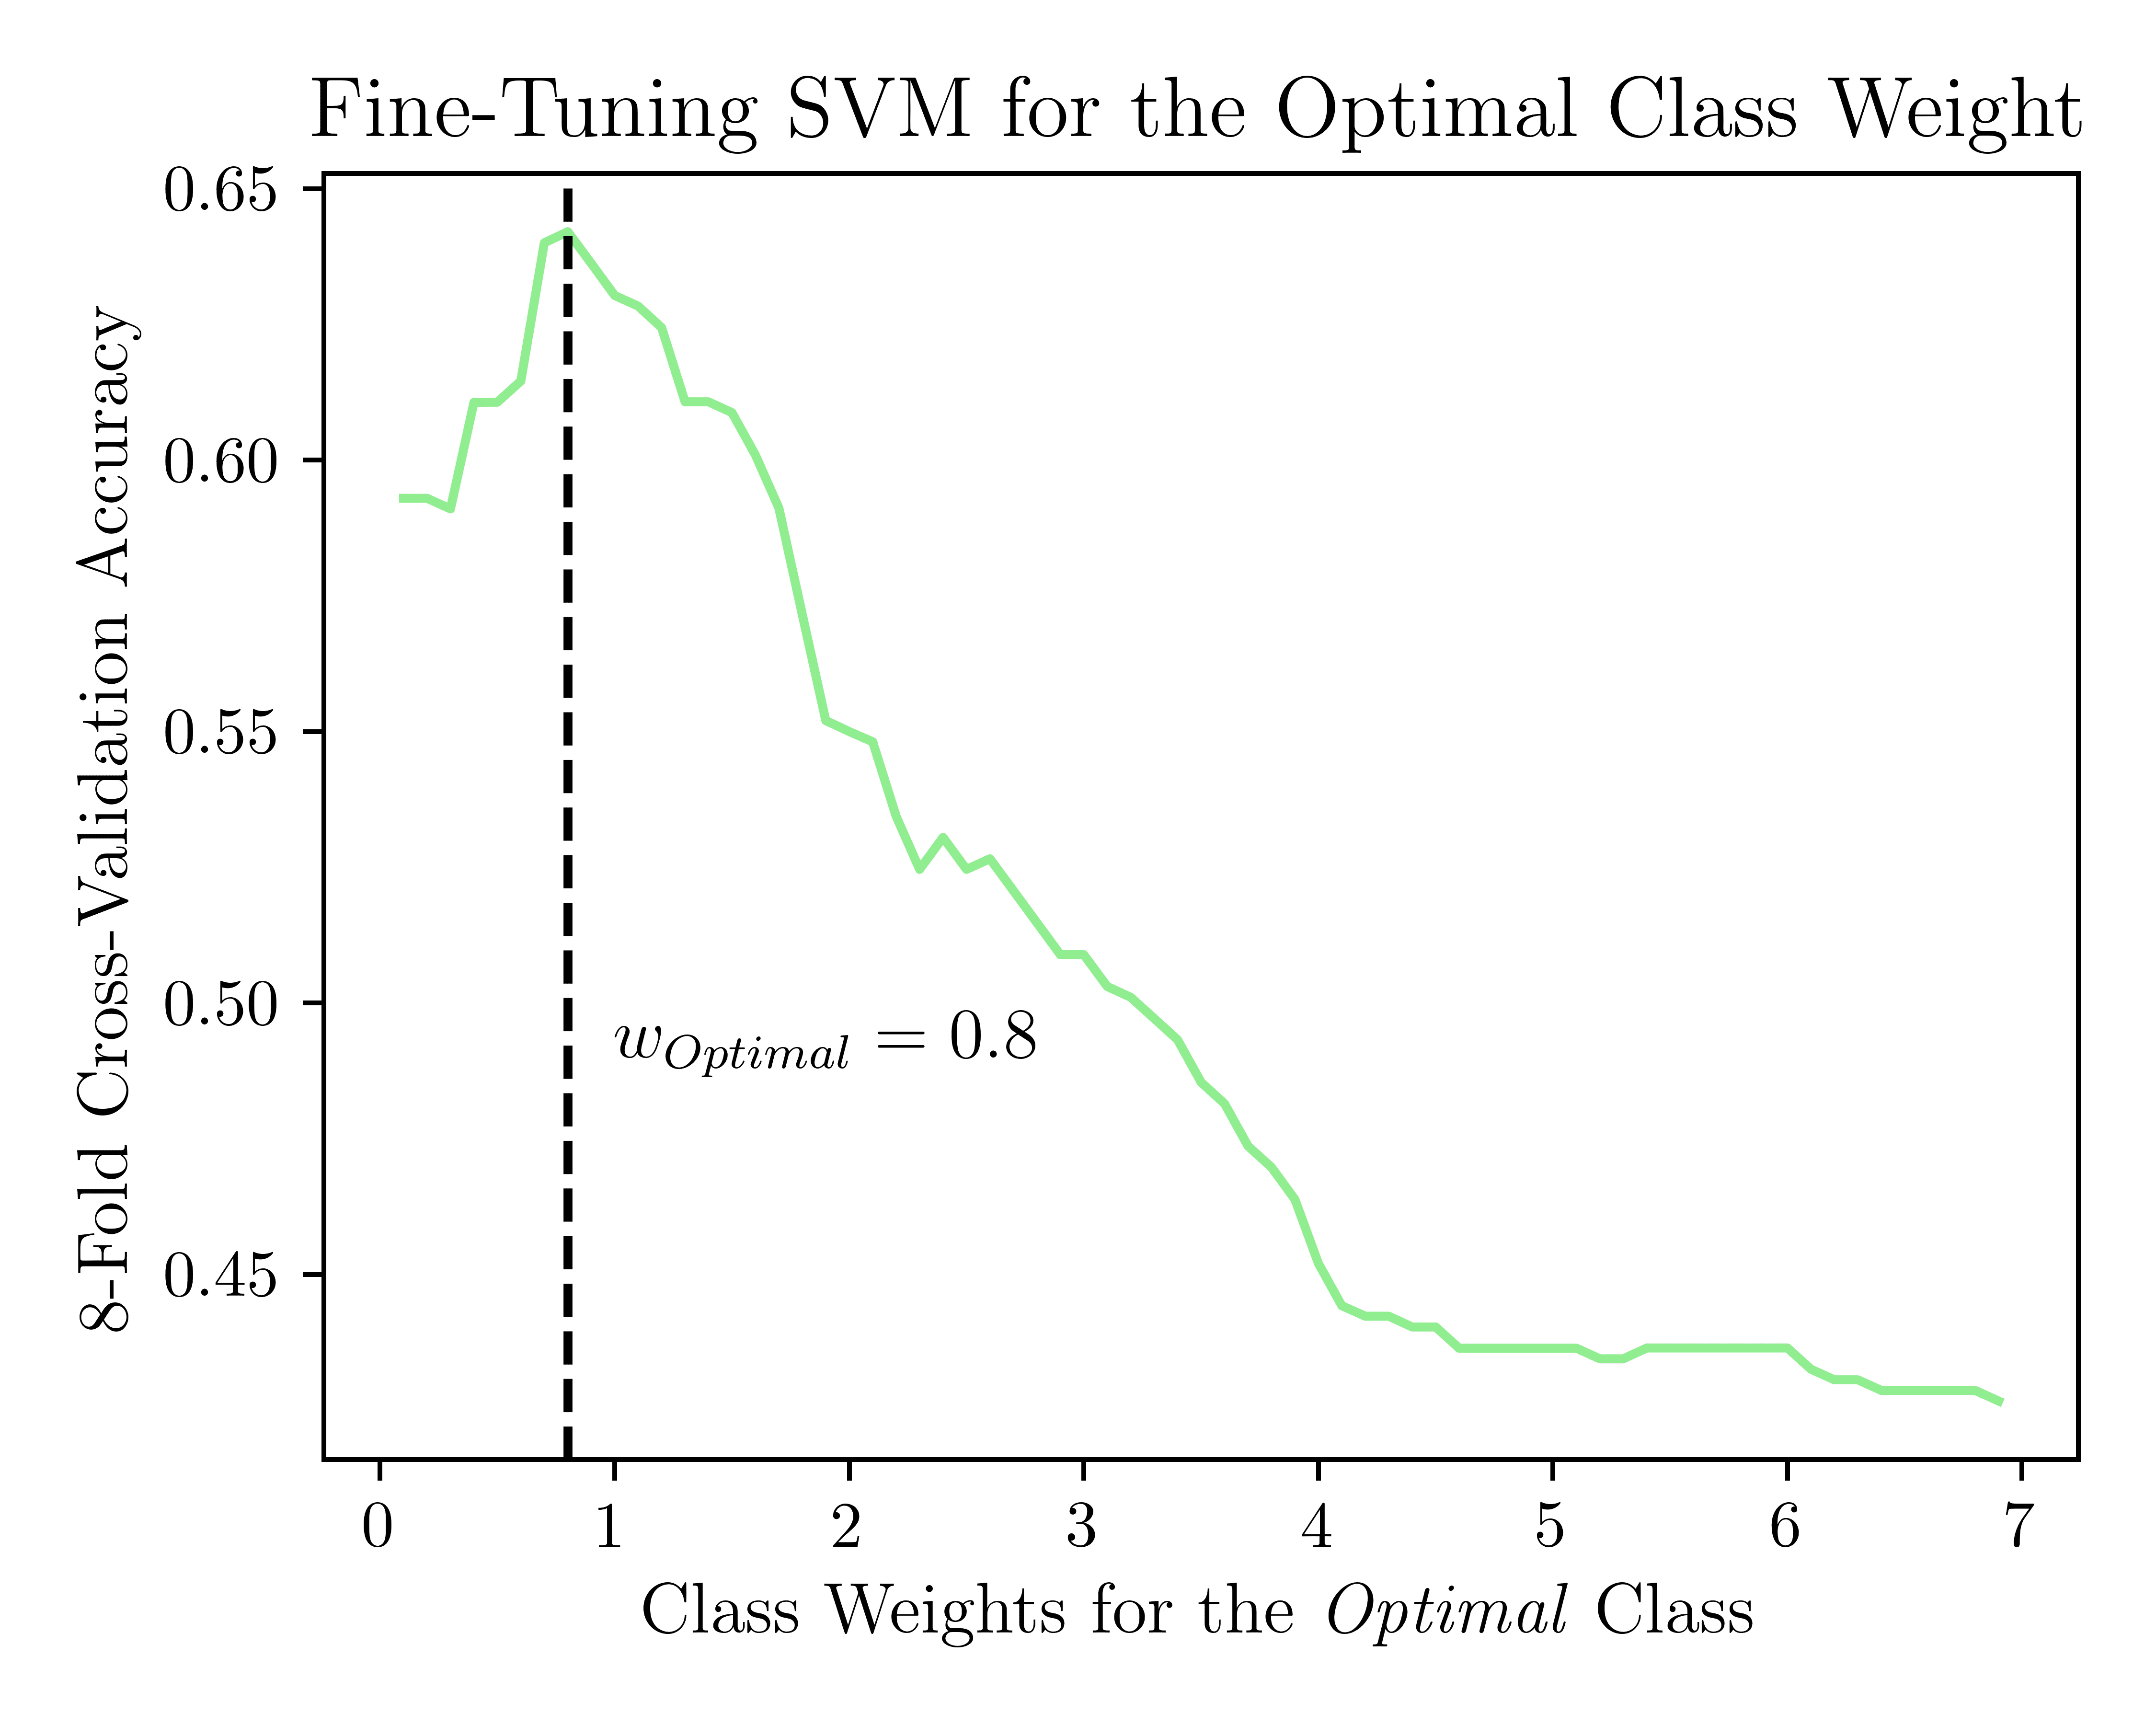 Fine-Tuning SVM for the Optimal Class Weight
8-Fold Cross-Validation Accuracy
0.65
0.60
0.55
0.50
0.45
w_Optimal = 0.8
0 1 2 3 4 5 6 7
Class Weights for the Optimal Class